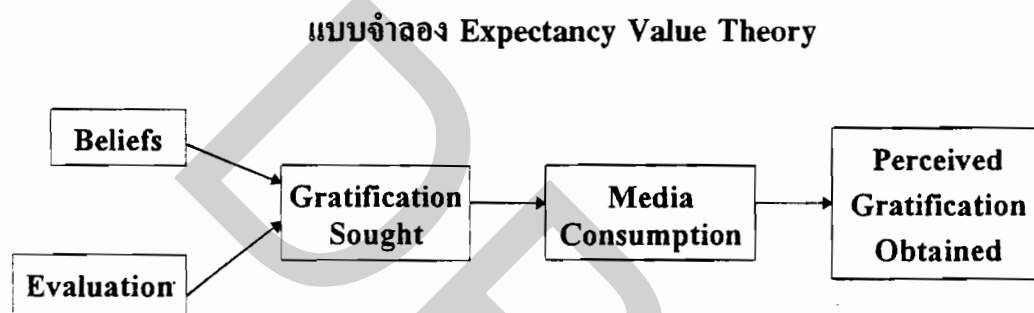 แบบจำลอง Expectancy Value Theory
Beliefs
Evaluation
Gratification
Sought
Media
Consumption
Perceived
Gratification
Obtained